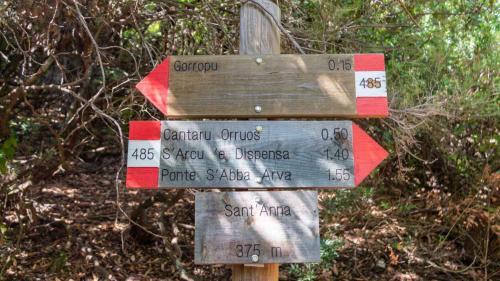 Gorropu 0.15 485
Cantaru Orruos 0.50
485 S'Arcu 'e Dispensa 1.40
Ponte S'Abba Arva 1.55
Sant'Anna
375 m